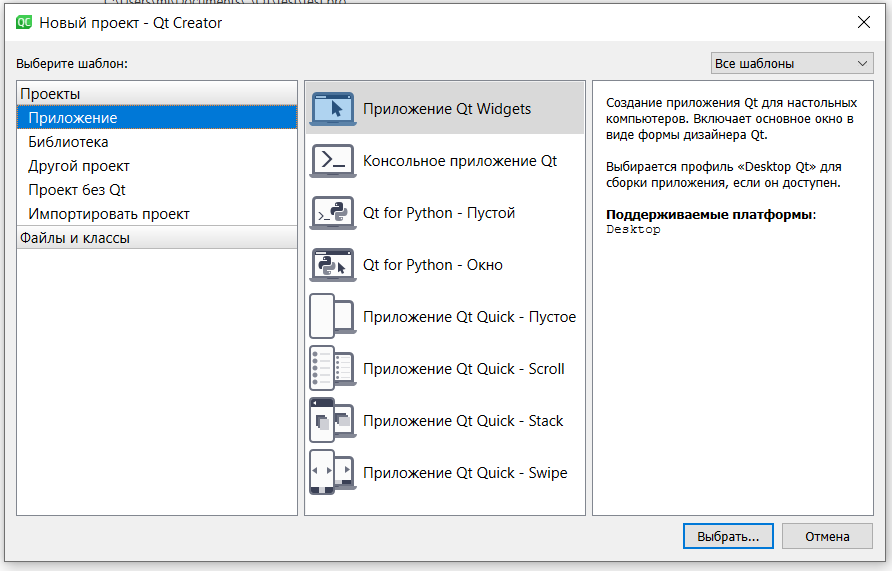 Новый проект - Qt Creator
Выберите шаблон:
Все шаблоны
Проекты
Приложение
Библиотека
Другой проект
Проект без Qt
Импортировать проект
Файлы и классы
Приложение Qt Widgets
Консольное приложение Qt
Qt for Python - Пустой
Qt for Python - Окно
Приложение Qt Quick - Пустое
Приложение Qt Quick - Scroll
Приложение Qt Quick - Stack
Приложение Qt Quick - Swipe
Создание приложения Qt для настольных
компьютеров. Включает основное окно в
виде формы дизайнера Qt.
Выбирается профиль «Desktop Qt» для
сборки приложения, если он доступен.
Поддерживаемые платформы:
Desktop
Выбрать...
Отмена